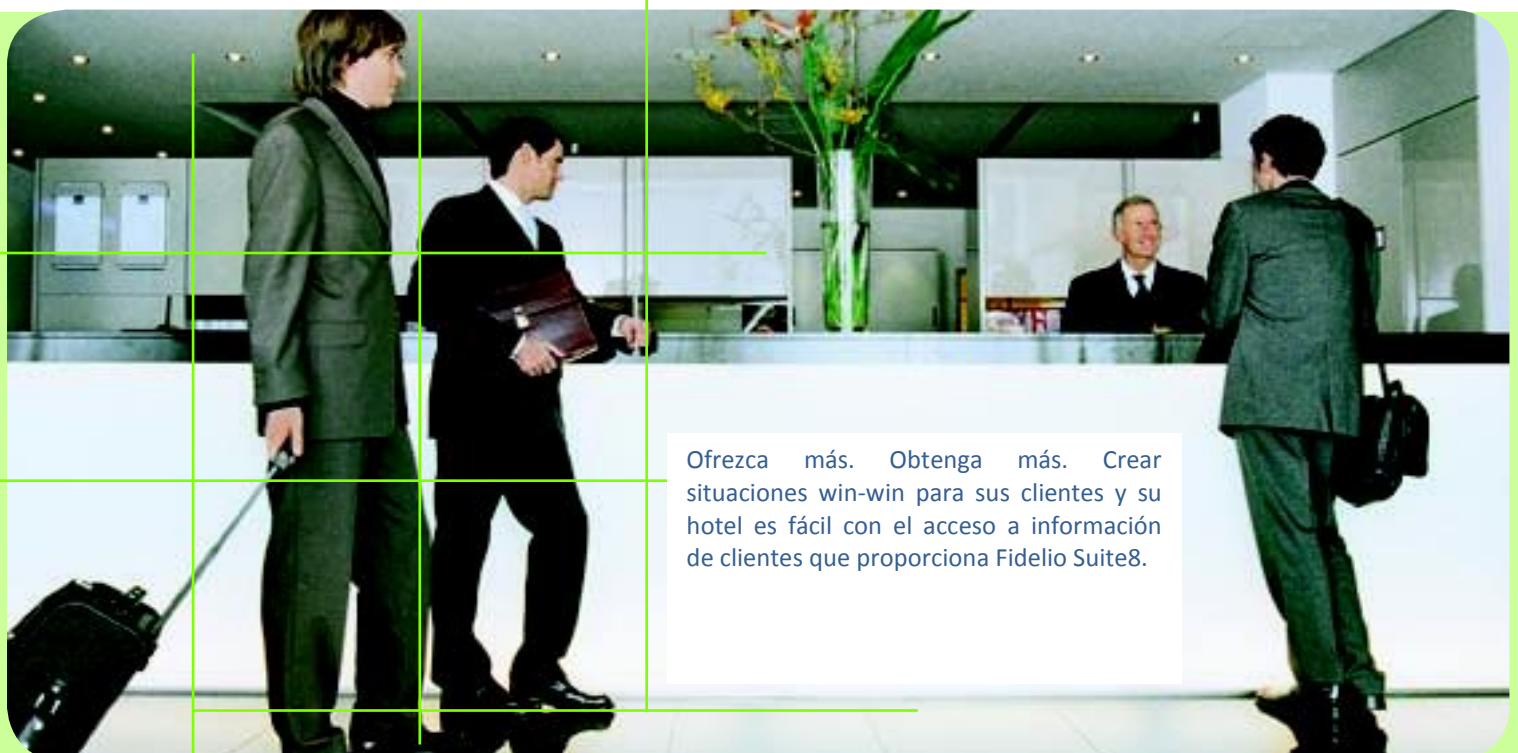 Ofrezca más. Obtenga más. Crear
situaciones win-win para sus clientes y su
hotel es fácil con el acceso a información
de clientes que proporciona Fidelio Suite8.